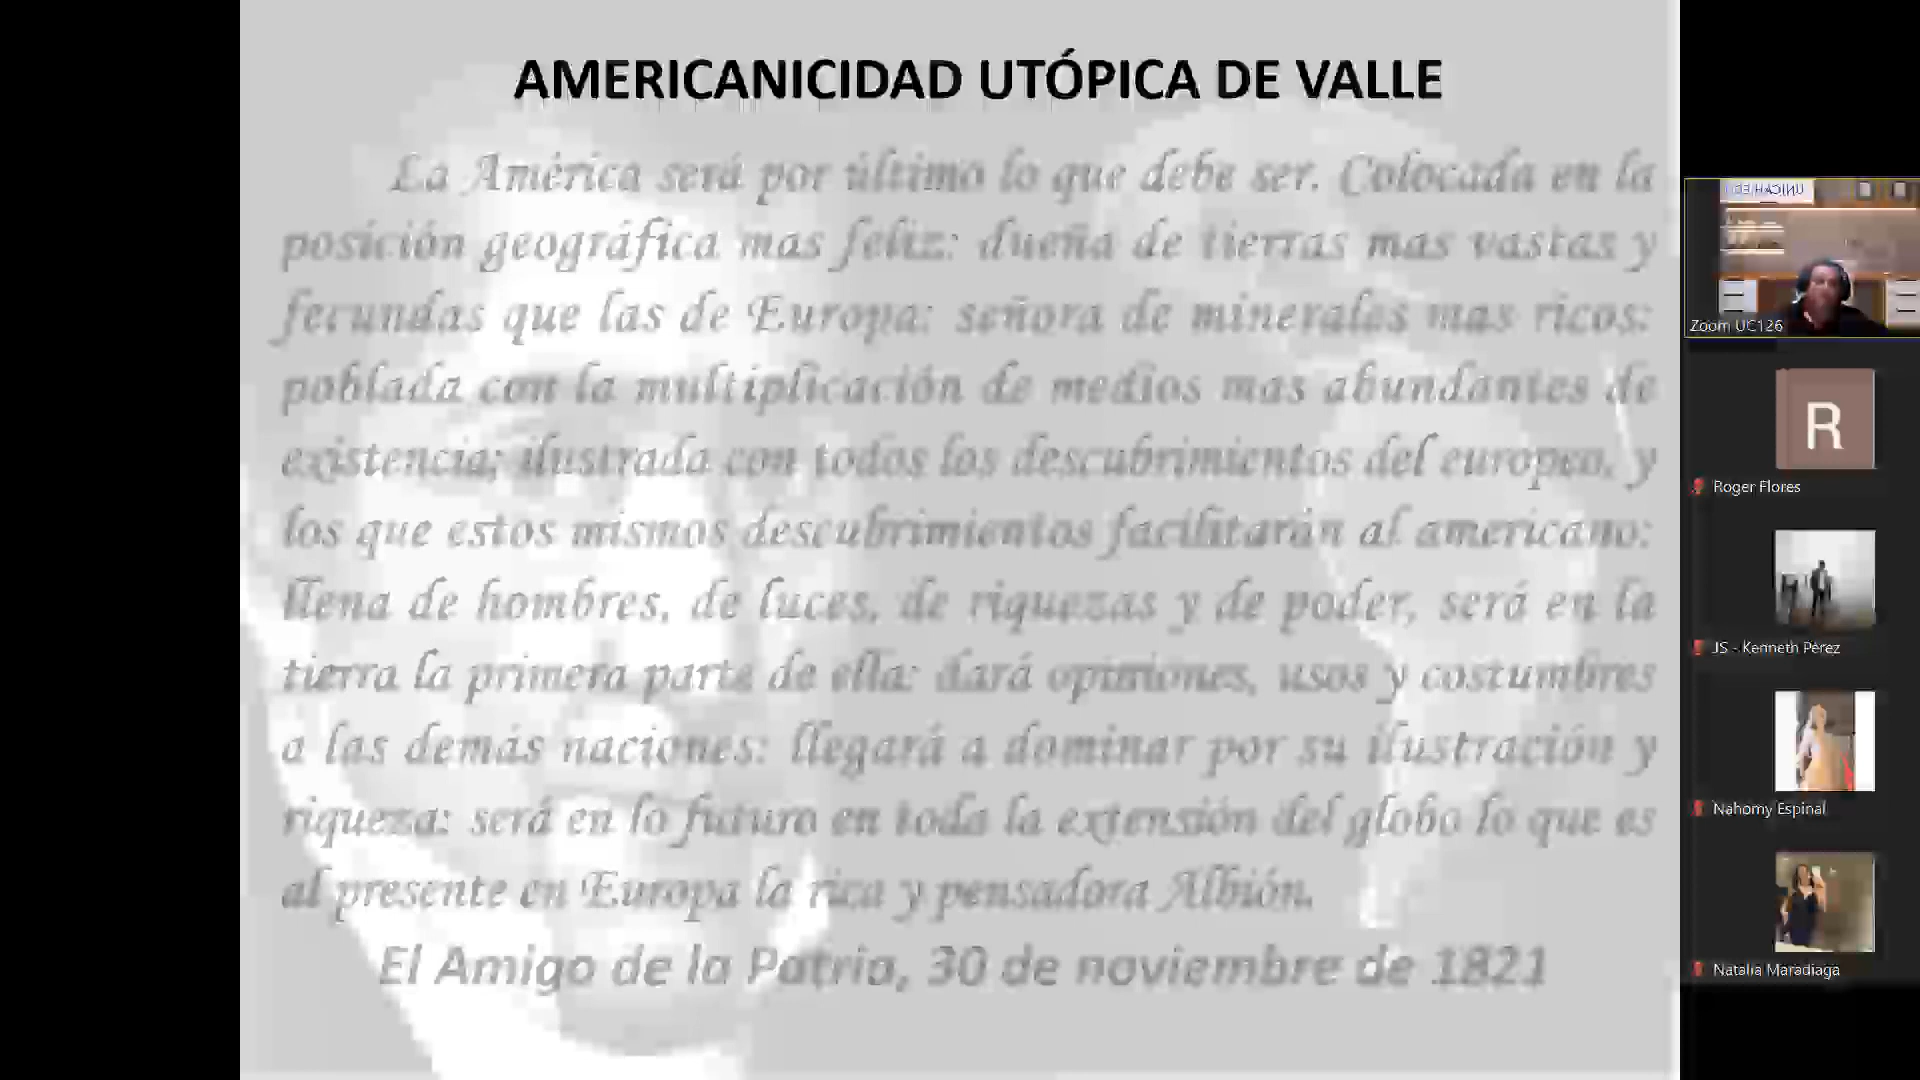 AMERICANICIDAD UTÓPICA DE VALLE
La América será por último lo que debe ser. Colocada en la
posición geográfica mas feliz: dueña de tierras mas vastas y
fecundas que las de Europa: señora de minerales mas ricos:
poblada con la multiplicación de medios mas abundantes de
existencia; ilustrada con todos los descubrimientos del europeo, y
los que estos mismos descubrimientos facilitarán al americano:
llena de hombres, de luces, de riquezas y de poder, será en la
tierra la primera parte de ella: dará opiniones, usos y costumbres
a las demás naciones: llegará a dominar por su ilustración y
riqueza: será en lo futuro en toda la extensión del globo lo que es
al presente en Europa la rica y pensadora Albión.
El Amigo de la Patria, 30 de noviembre de 1821
Zoom UC126
R
Roger Flores
JS - Kenneth Pérez
Nahomy Espinal
Natalia Maradiaga